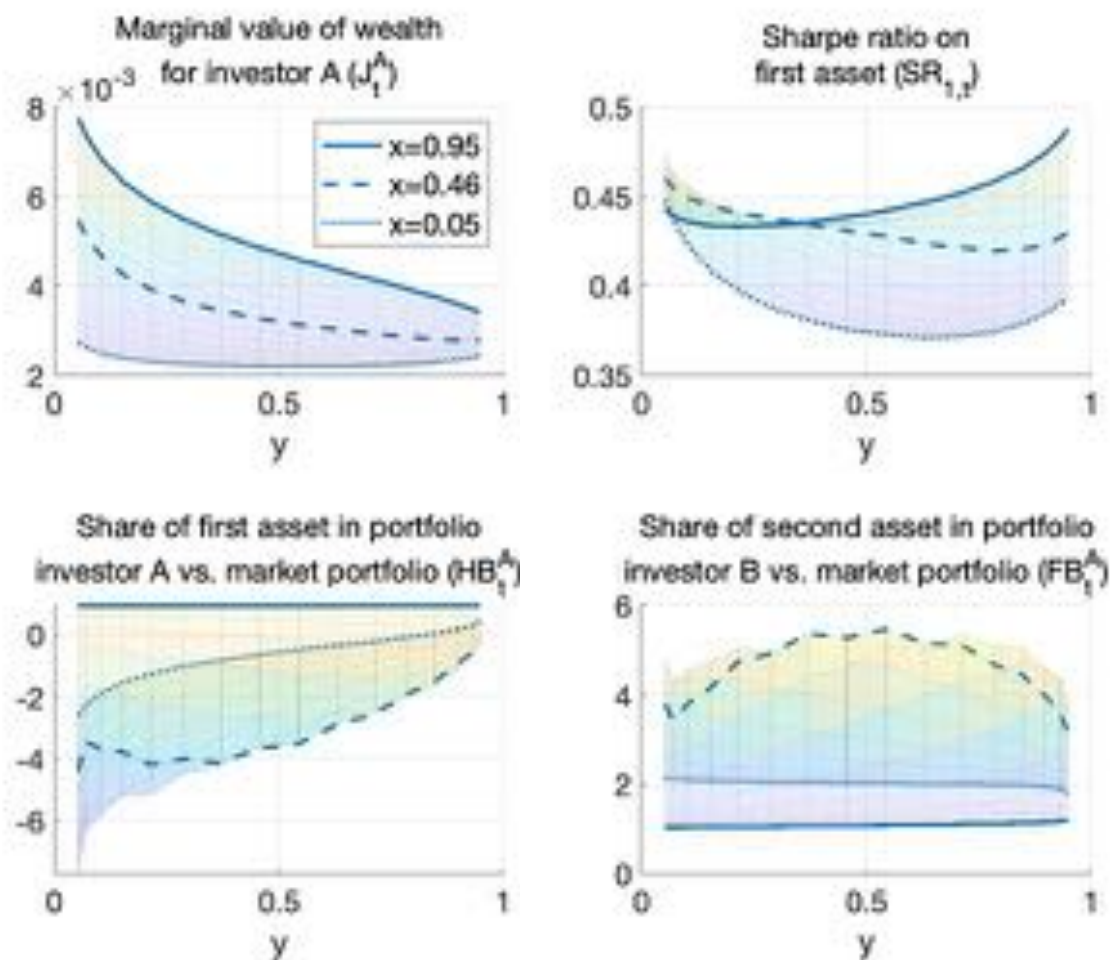 Marginal value of wealth
for investor A (J_t^A)
×10^-3
8
6
4
2
0
0.5
1
y
x=0.95
x=0.46
x=0.05
Sharpe ratio on
first asset (SR_1,t)
0.5
0.45
0.4
0.35
0
0.5
1
y
Share of first asset in portfolio
investor A vs. market portfolio (HB_t^A)
0
-2
-4
-6
0
0.5
1
y
Share of second asset in portfolio
investor B vs. market portfolio (FB_t^A)
6
4
2
0
0
0.5
1
y